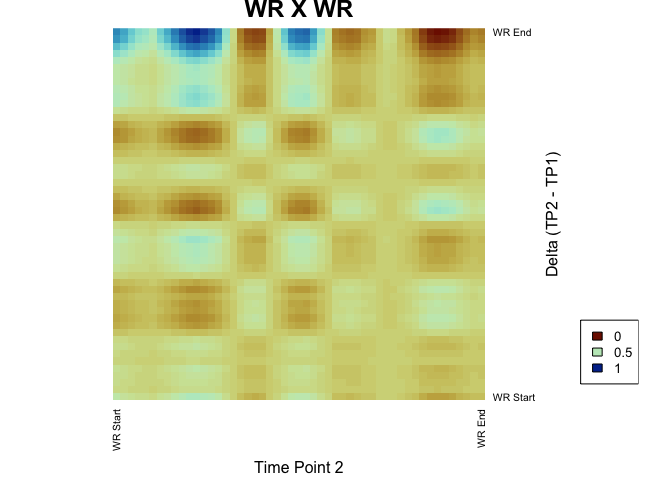 WR X WR
WR End
Delta (TP2 - TP1)
0
0.5
1
WR Start
WR Start
WR End
Time Point 2